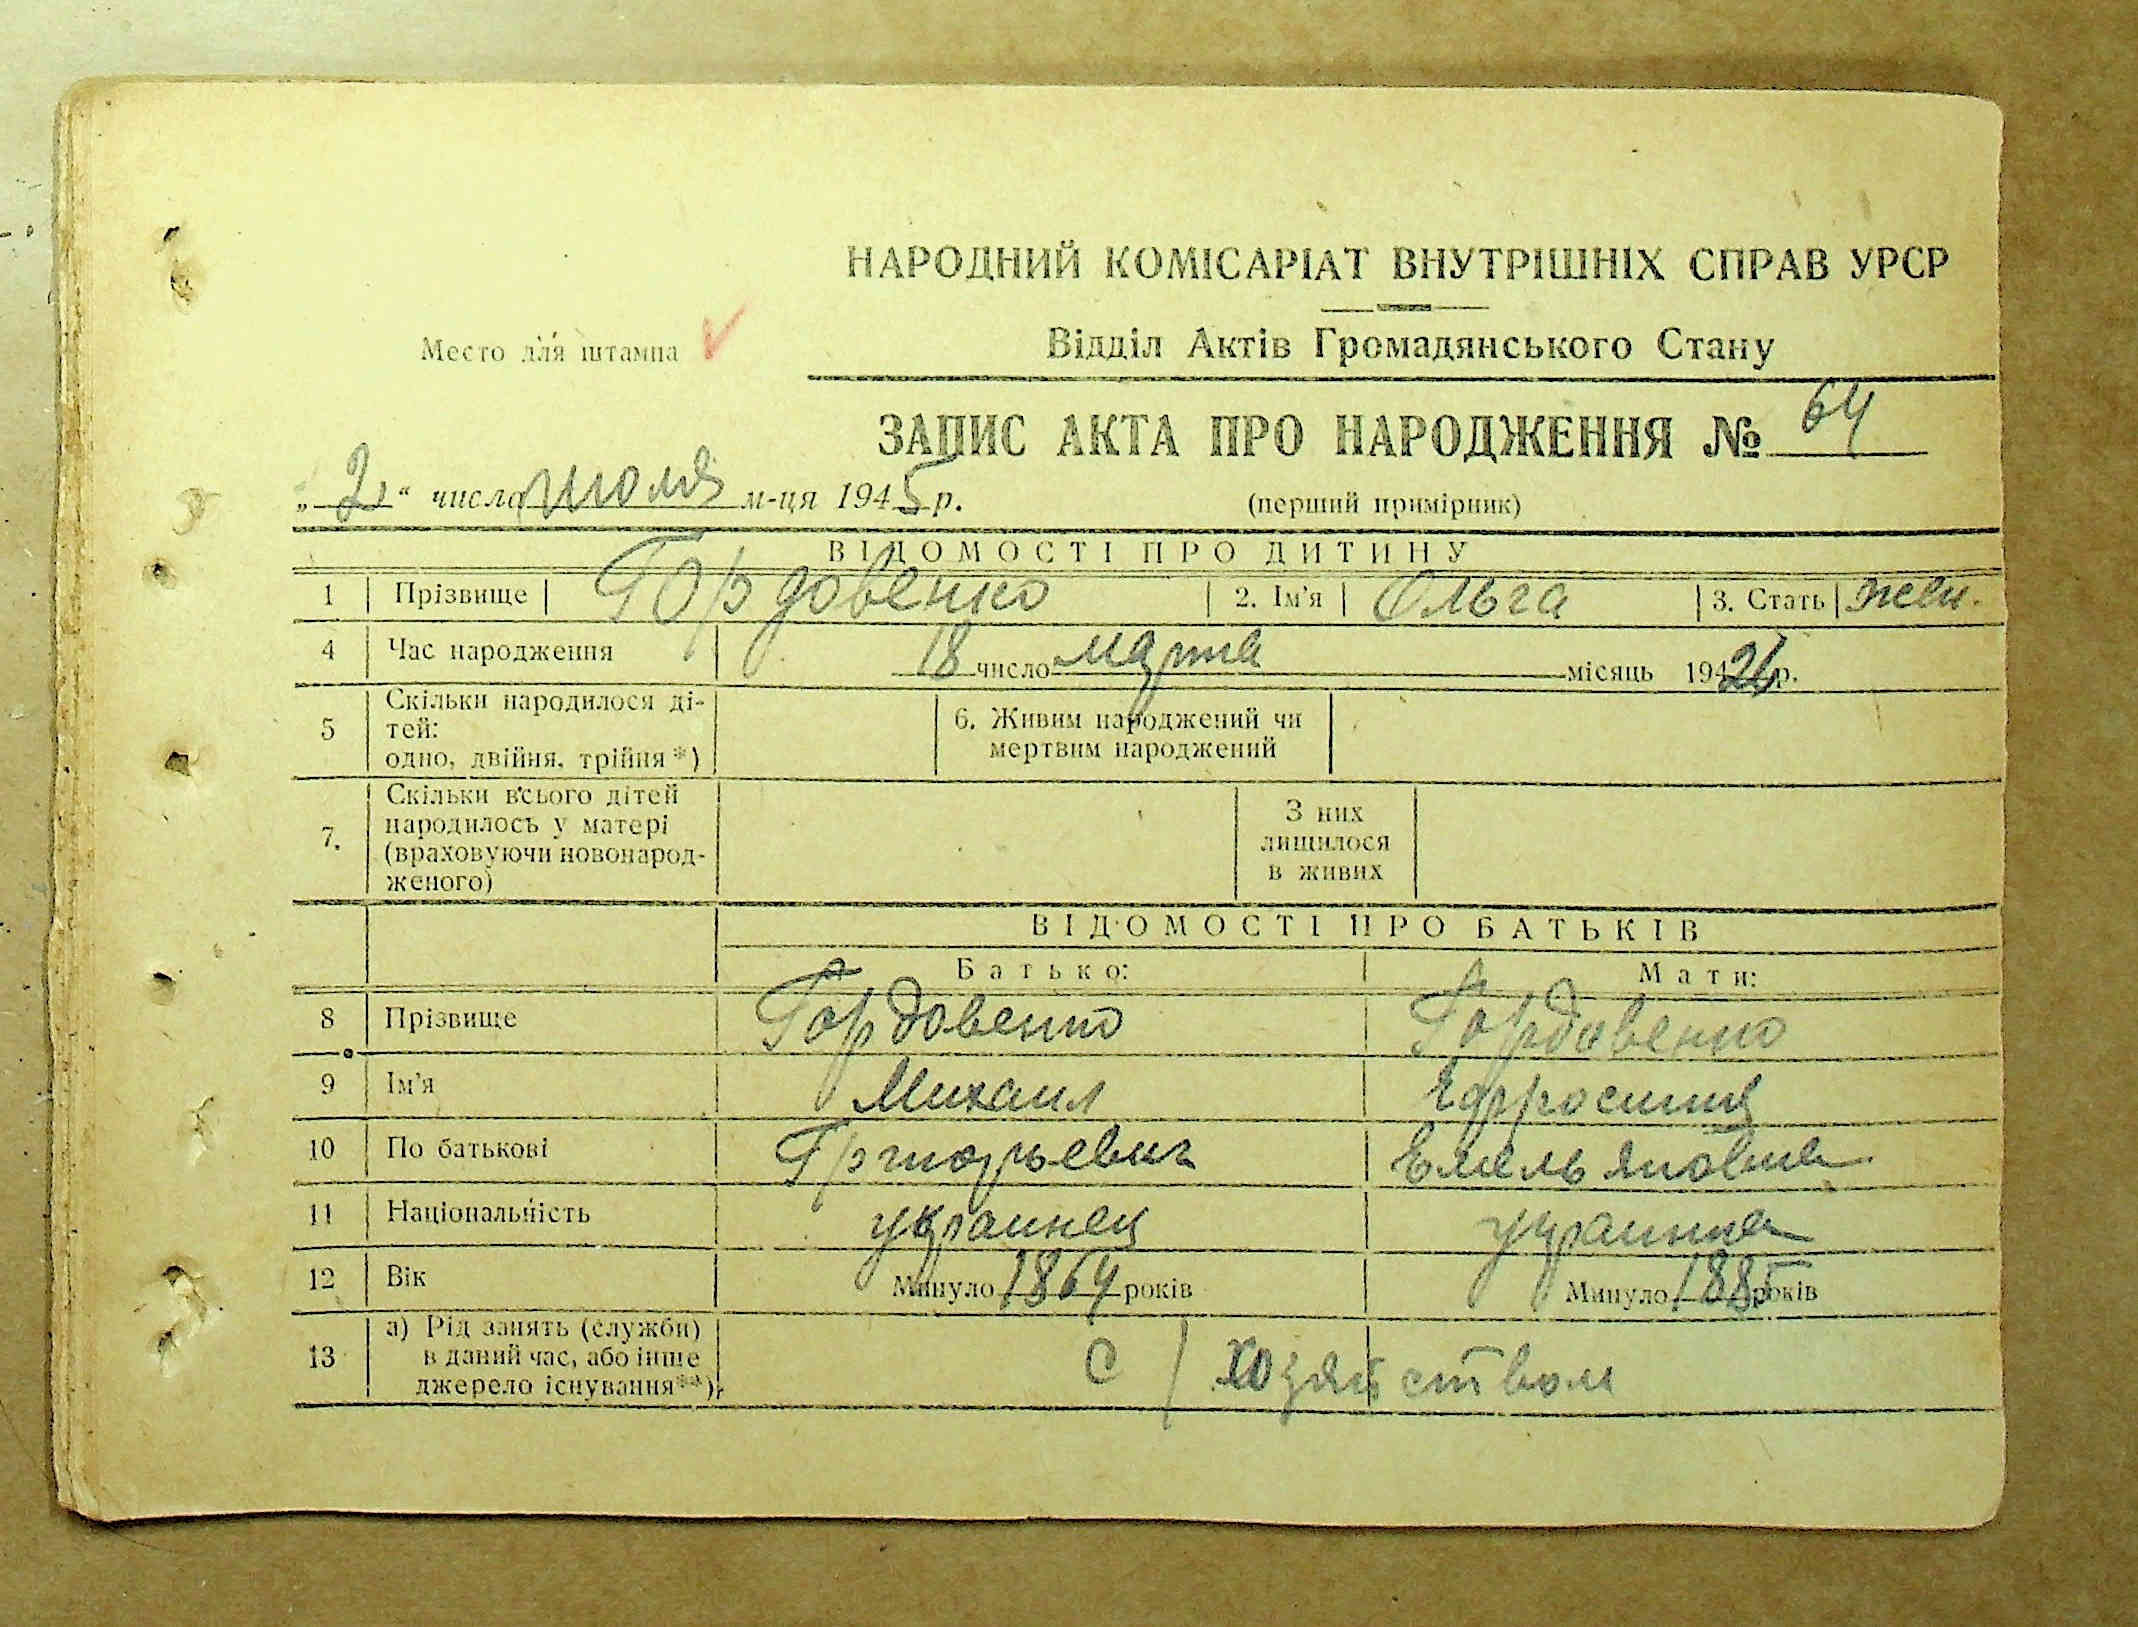 НАРОДНИЙ КОМІСАРІАТ ВНУТРІШНІХ СПРАВ УРСР
Место для штампа
Відділ Актів Громадянського Стану
ЗАПИС АКТА ПРО НАРОДЖЕННЯ № 64
„2“ числа июля м-ця 1945 р.
(перший примірник)
ВІДОМОСТІ ПРО ДИТИНУ
1 Прізвище Гордовенко 2. Ім'я Ольга 3. Стать жен.
4 Час народження 18 число марта місяць 1926 р.
5 Скільки народилося ді-
тей:
одно, двійня, трійня*)
6. Живим народжений чи
мертвим народжений
7. Скільки всього дітей
народилось у матері
(враховуючи новонарод-
женого)
З них
лишилося
в живих
ВІДОМОСТІ ПРО БАТЬКІВ
Батько: Мати:
8 Прізвище Гордовенко Гордовенко
9 Ім'я Михаил Ефросиния
10 По батькові Григорьевич Емельяновна
11 Національність украинец украинка
12 Вік Минуло 1864 років Минуло 1885 років
13 а) Рід занять (служби)
в даний час, або інше
джерело існування**)
С/хозяйством